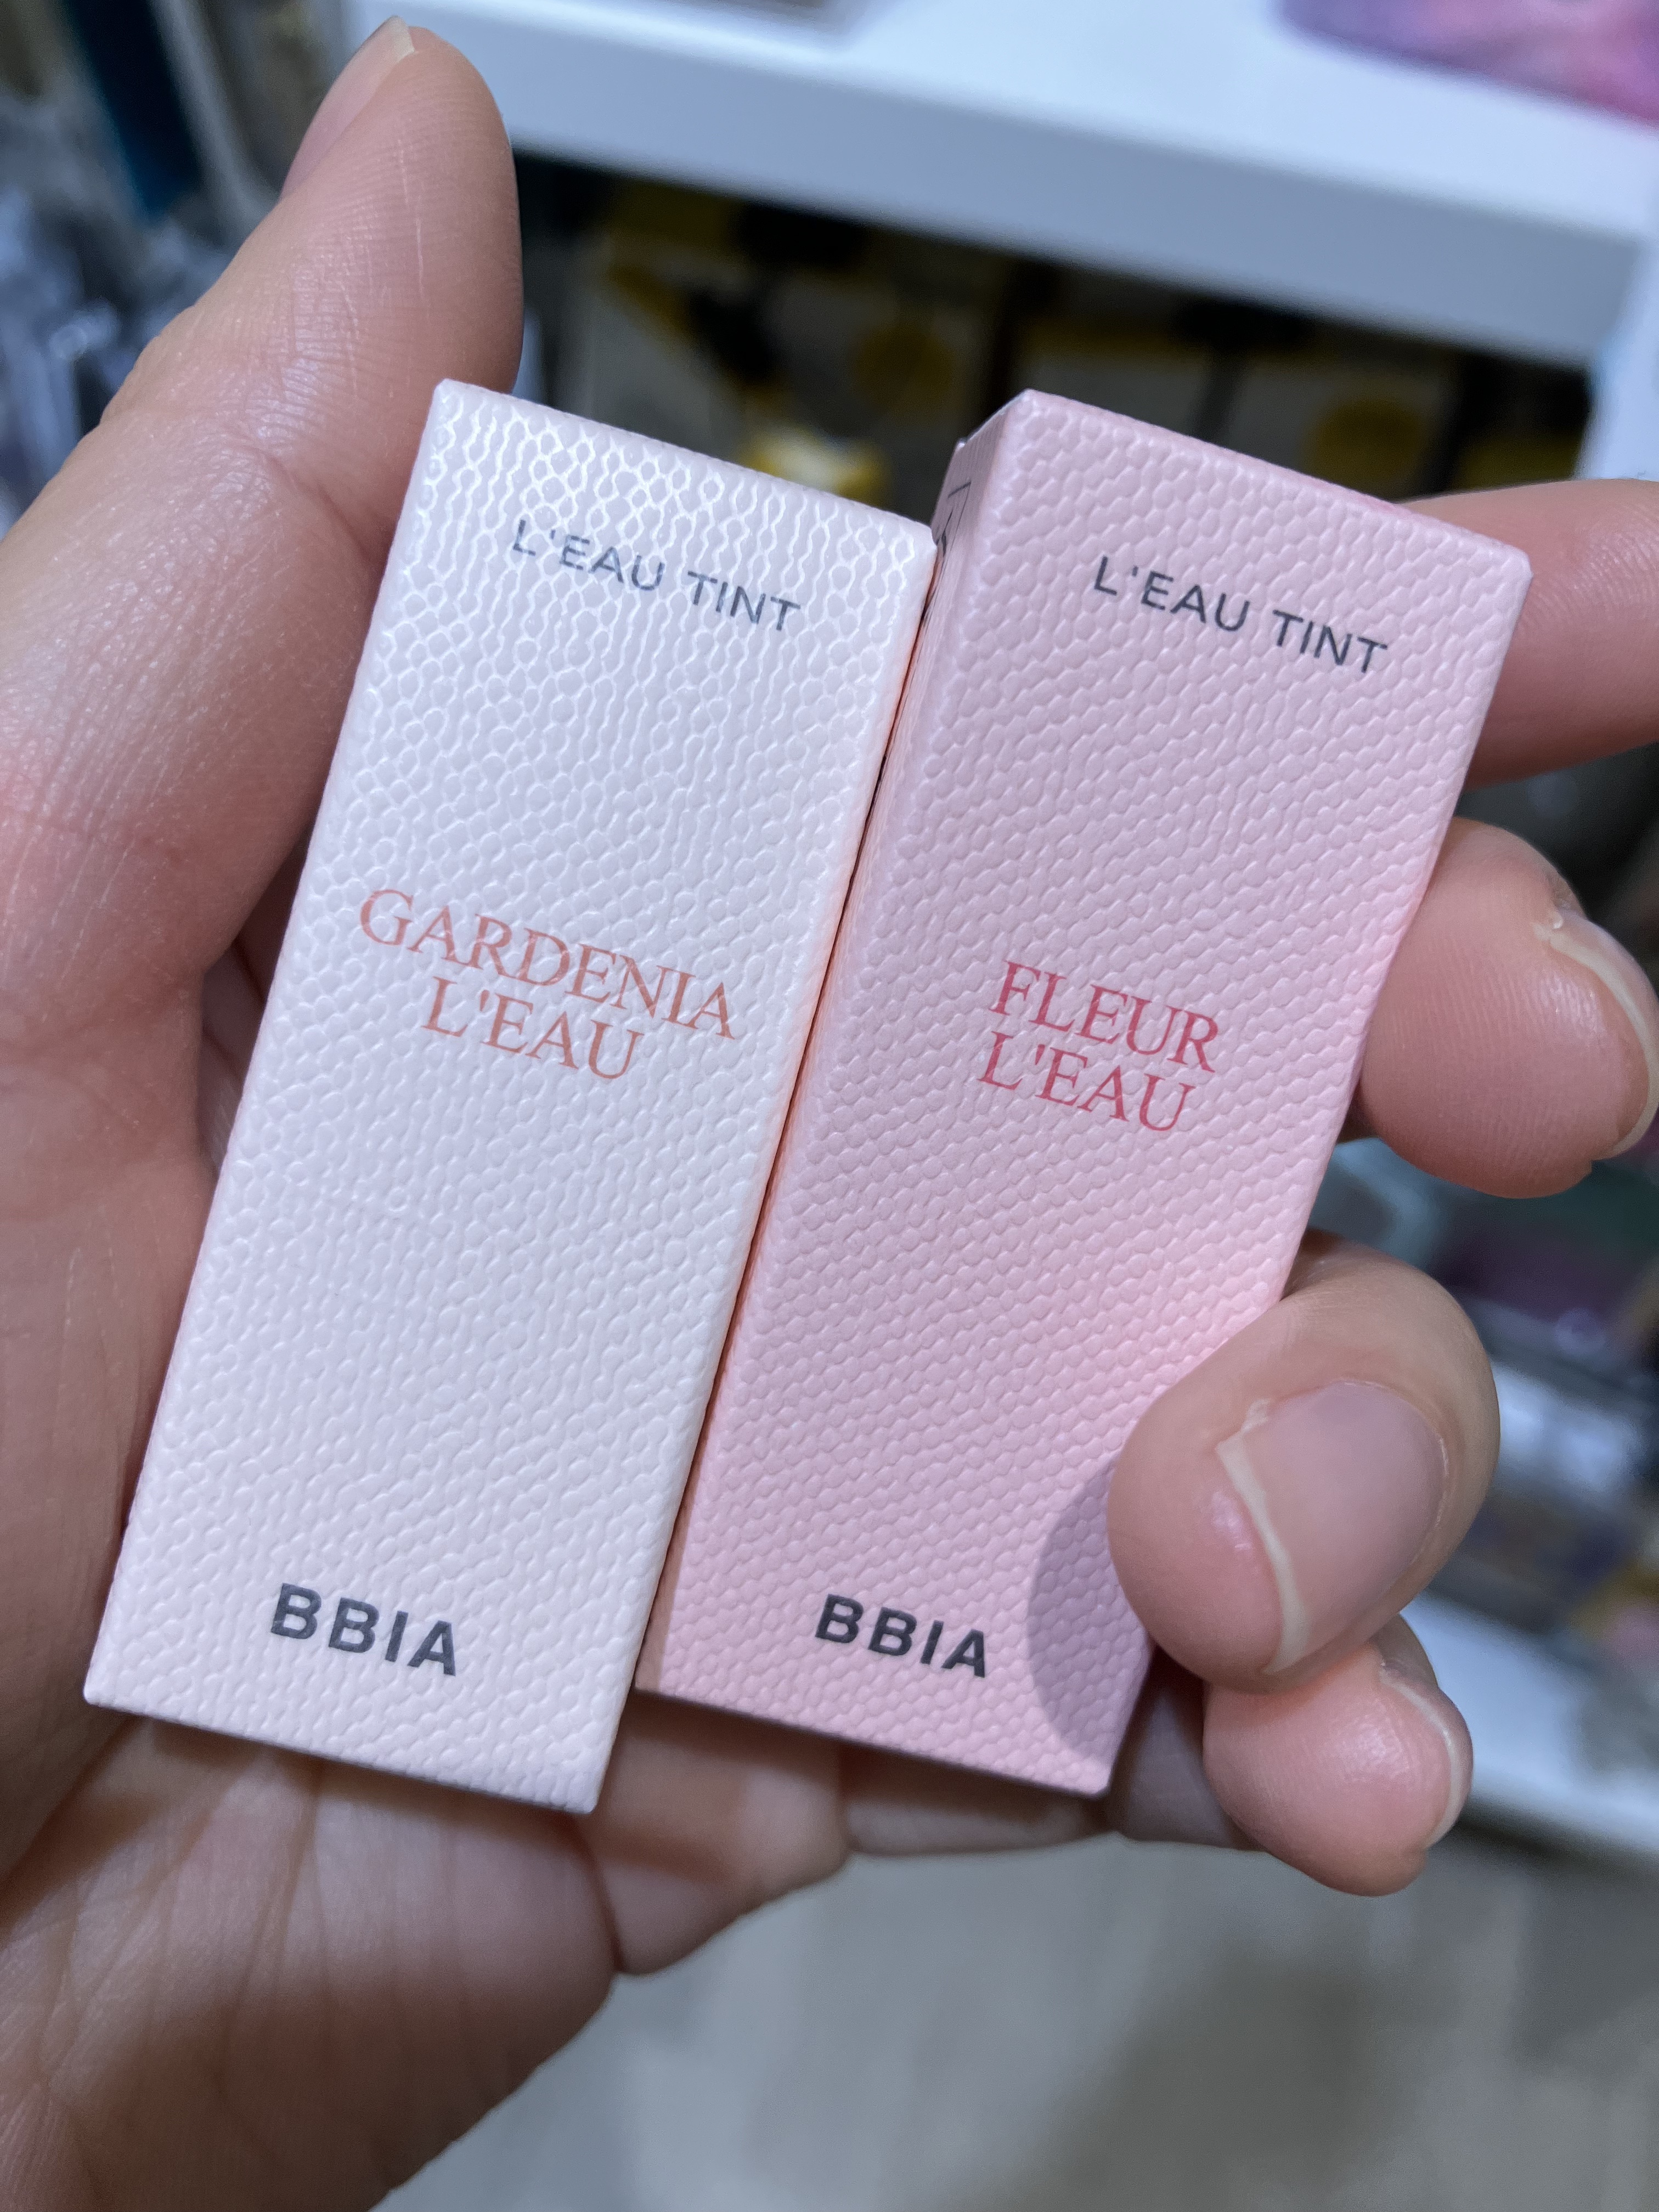 L'EAU TINT
GARDENIA
L'EAU
BBIA
L'EAU TINT
FLEUR
L'EAU
BBIA